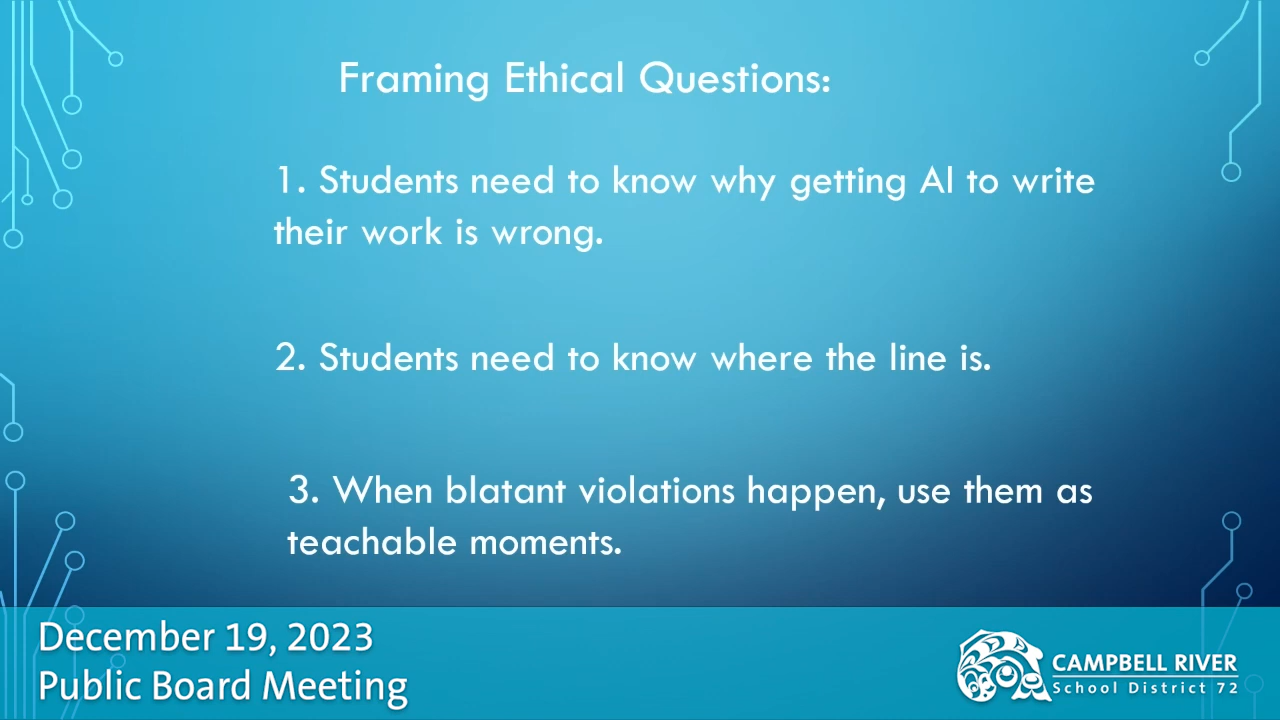 Framing Ethical Questions:
1. Students need to know why getting AI to write
their work is wrong.
2. Students need to know where the line is.
3. When blatant violations happen, use them as
teachable moments.
December 19, 2023
Public Board Meeting
CAMPBELL RIVER
School District 72